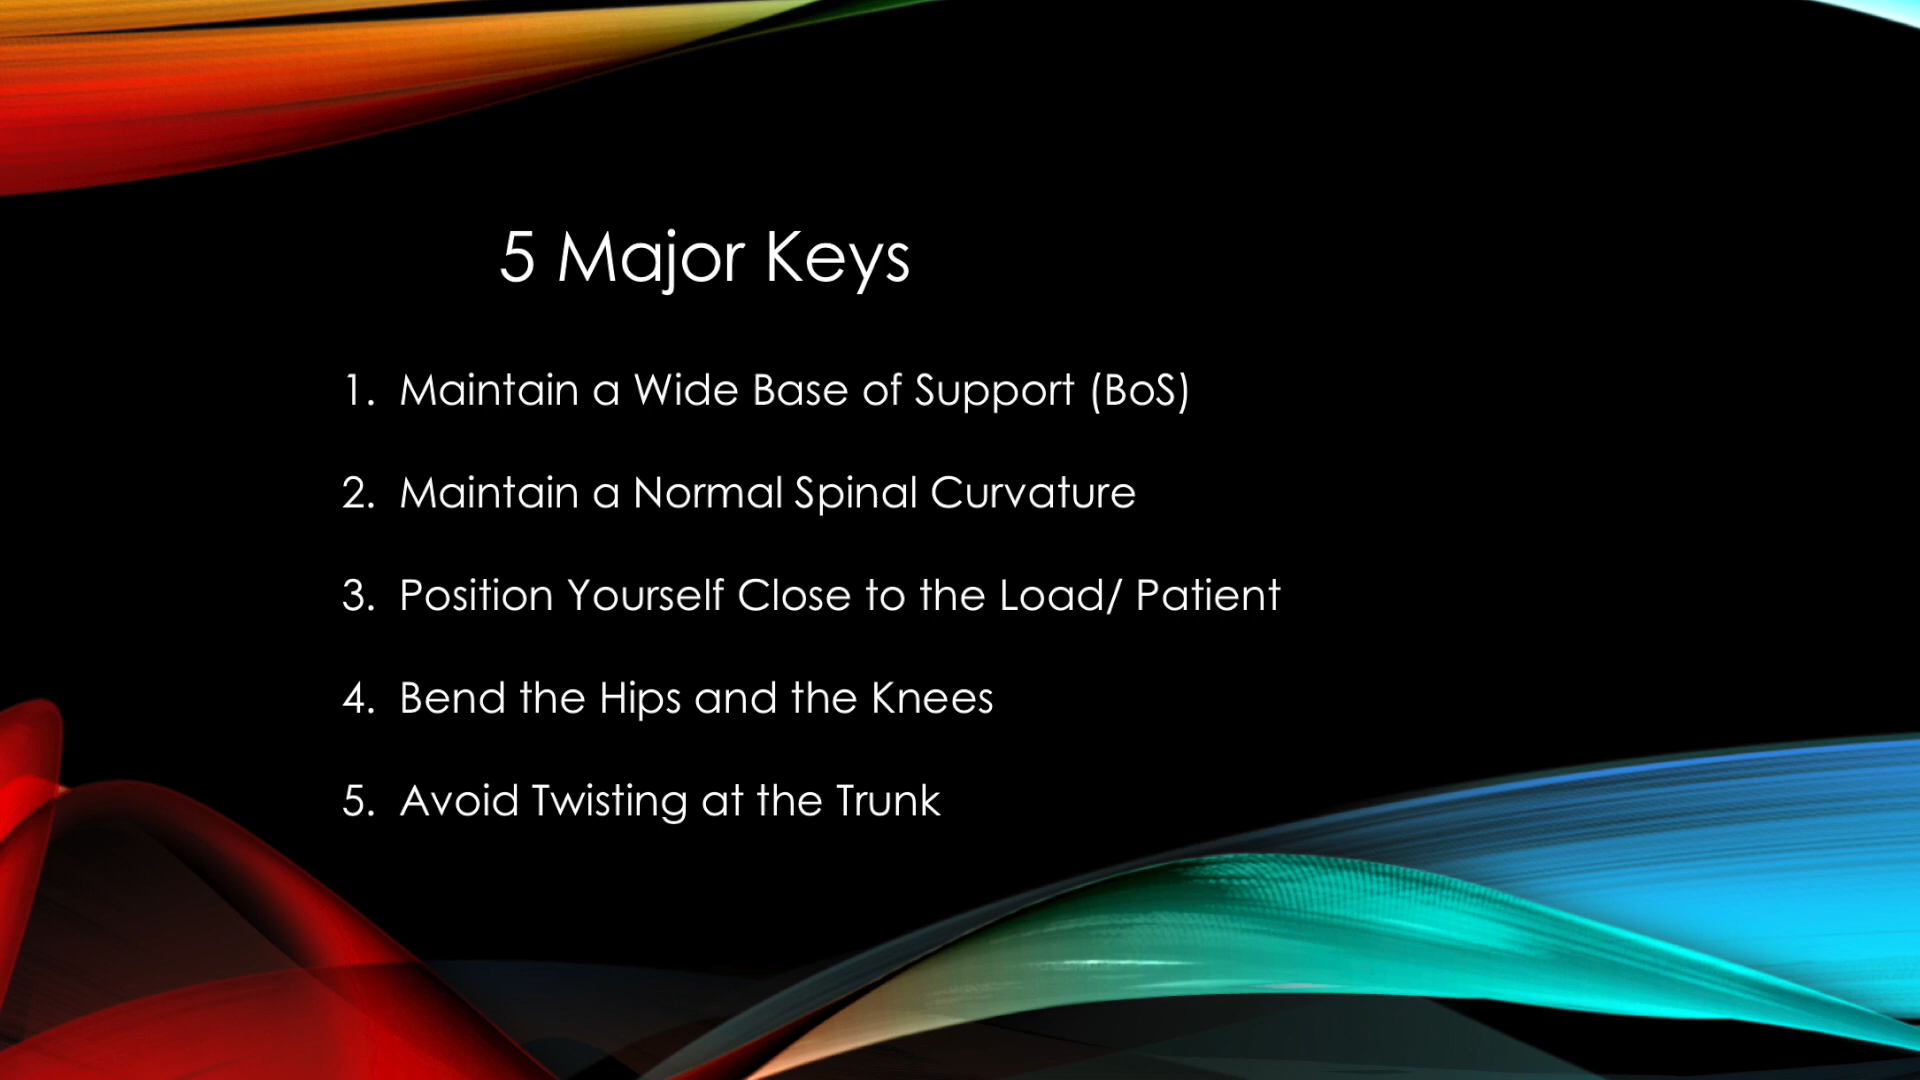 5 Major Keys
1. Maintain a Wide Base of Support (BoS)
2. Maintain a Normal Spinal Curvature
3. Position Yourself Close to the Load/ Patient
4. Bend the Hips and the Knees
5. Avoid Twisting at the Trunk